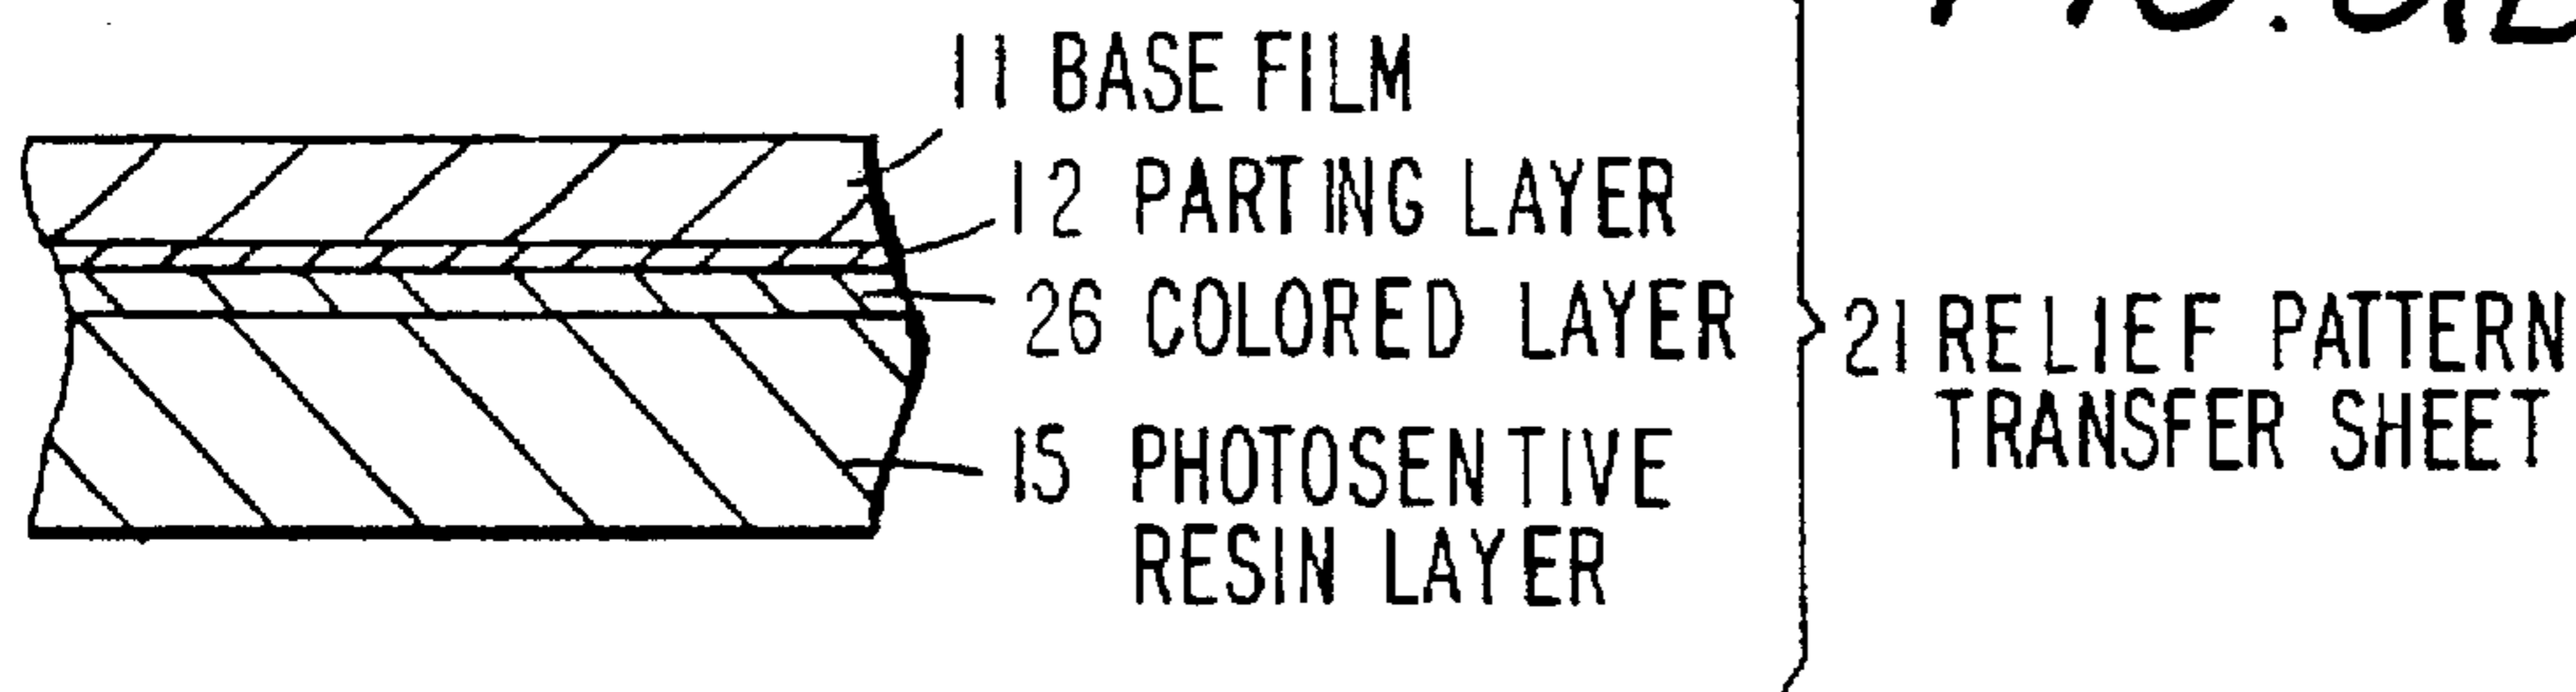 11 BASE FILM
12 PARTING LAYER
26 COLORED LAYER
15 PHOTOSENTIVE
RESIN LAYER
21 RELIEF PATTERN
TRANSFER SHEET